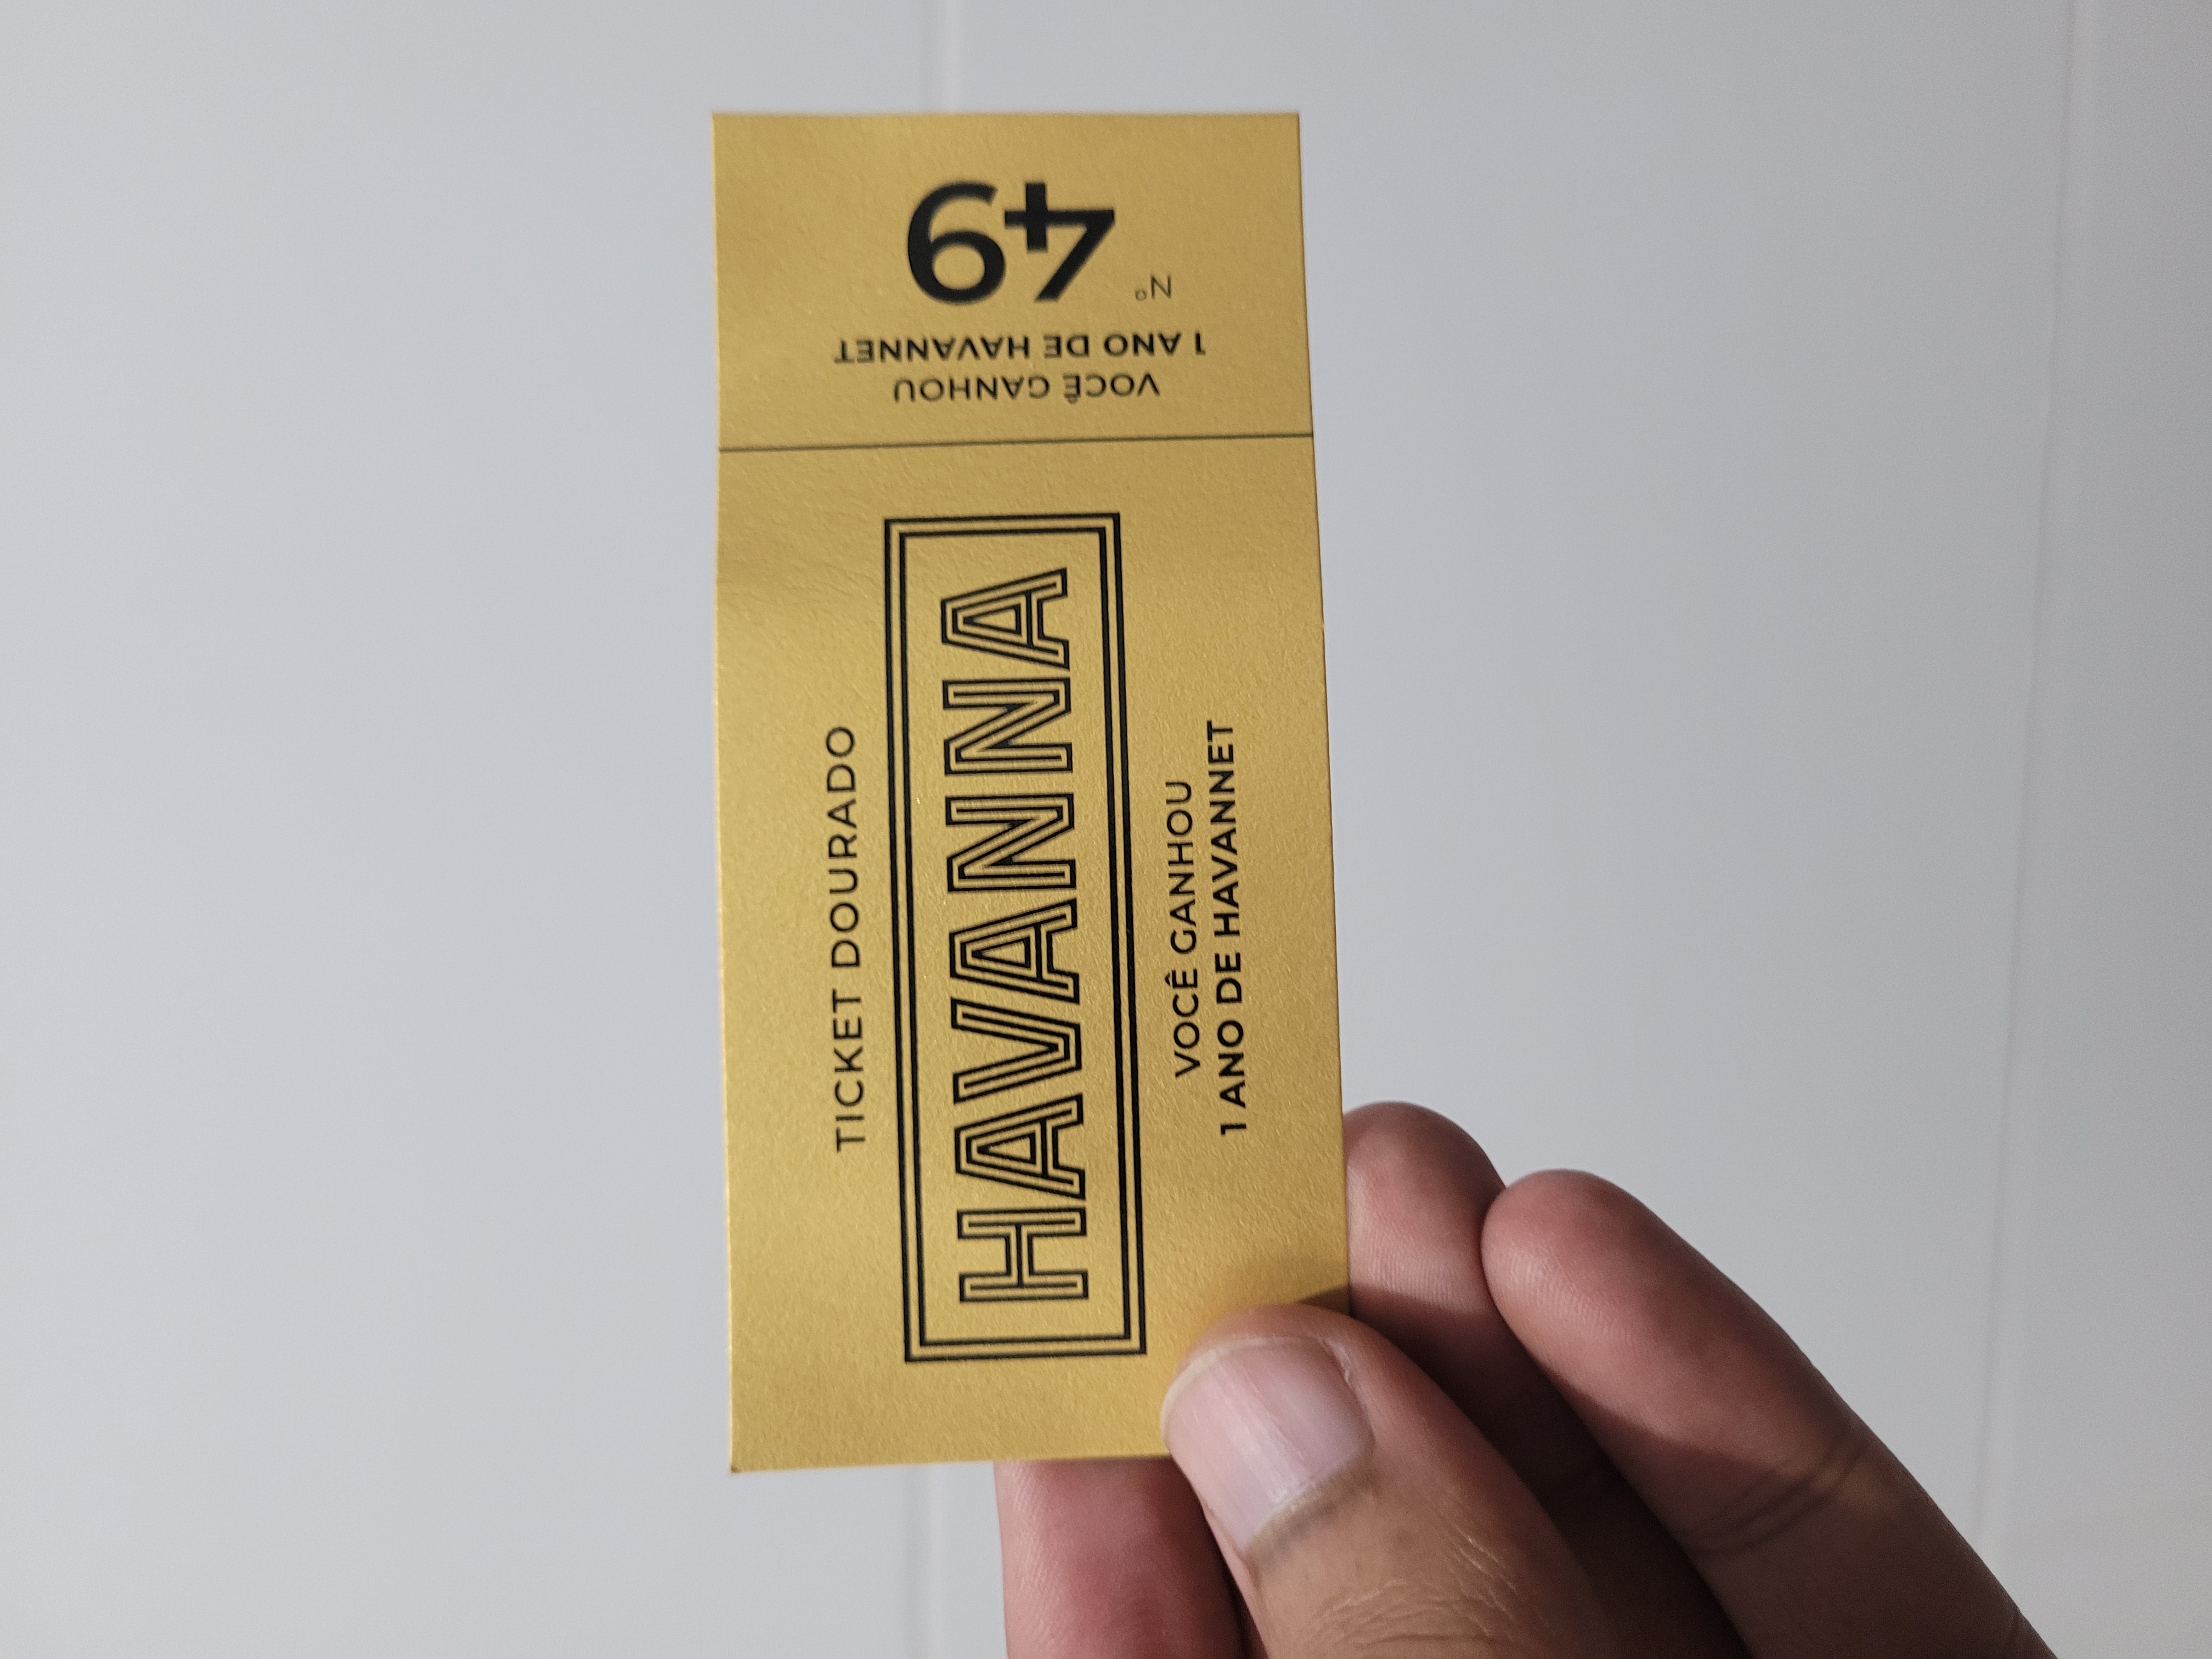 TICKET DOURADO
HAVANNA
VOCÊ GANHOU
1 ANO DE HAVANNET
VOCÊ GANHOU
1 ANO DE HAVANNET
Nº 49